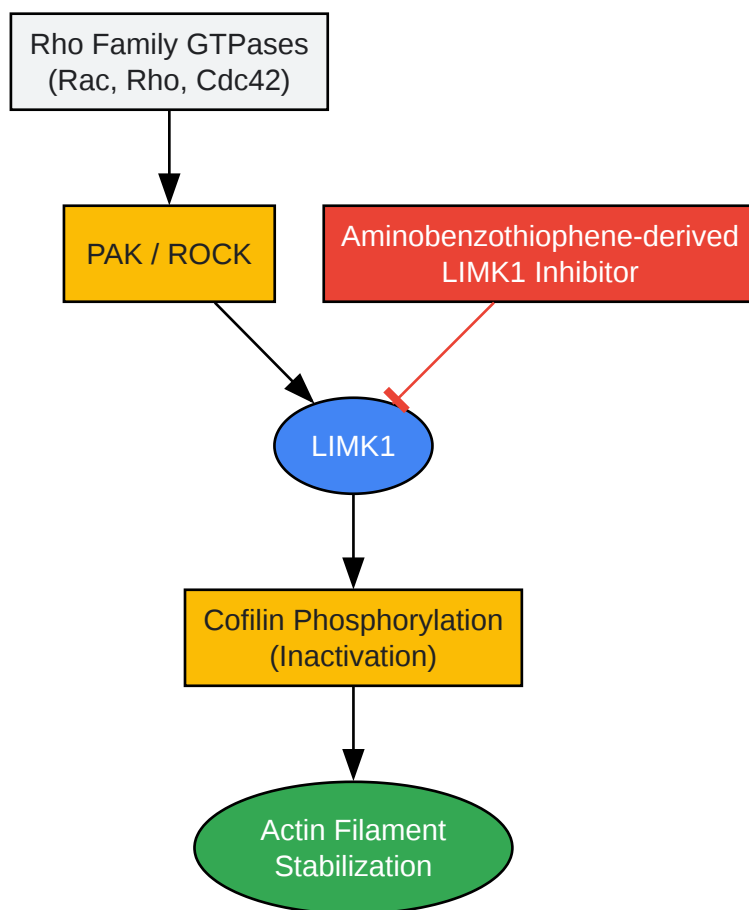 Rho Family GTPases
(Rac, Rho, Cdc42)
PAK / ROCK
Aminobenzothiophene-derived
LIMK1 Inhibitor
LIMK1
Cofilin Phosphorylation
(Inactivation)
Actin Filament
Stabilization